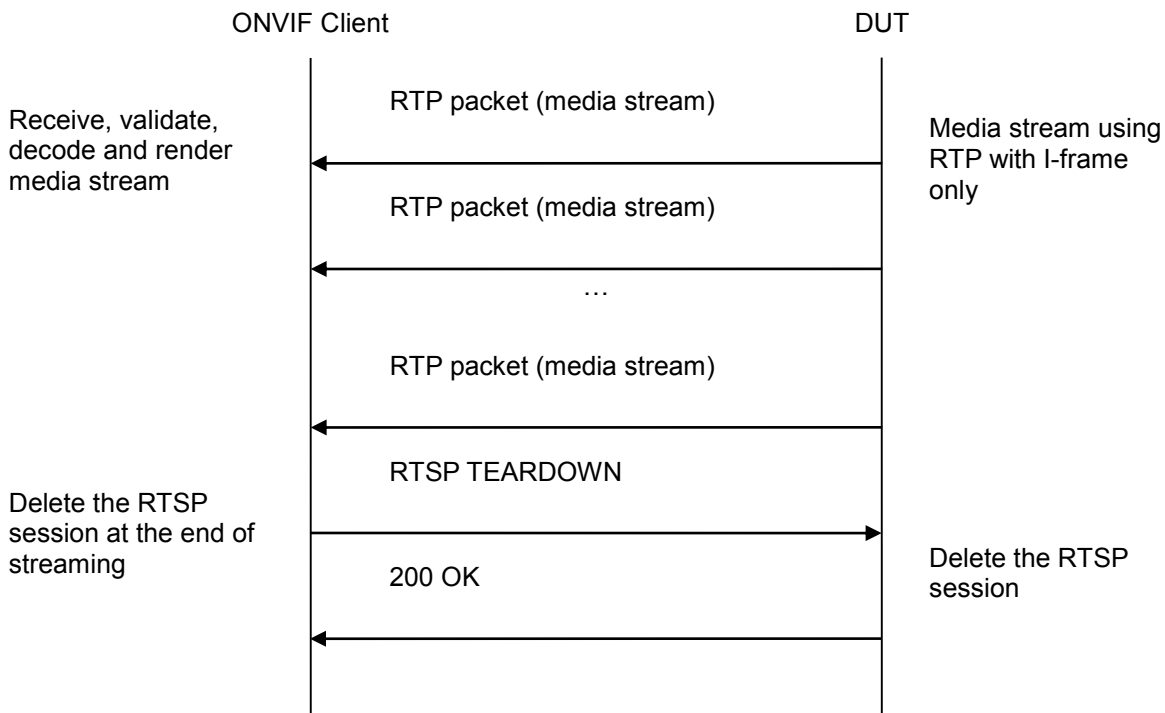 ONVIF Client
DUT
RTP packet (media stream)
Receive, validate,
decode and render
media stream
Media stream using
RTP with I-frame
only
RTP packet (media stream)
…
RTP packet (media stream)
RTSP TEARDOWN
Delete the RTSP
session at the end of
streaming
200 OK
Delete the RTSP
session